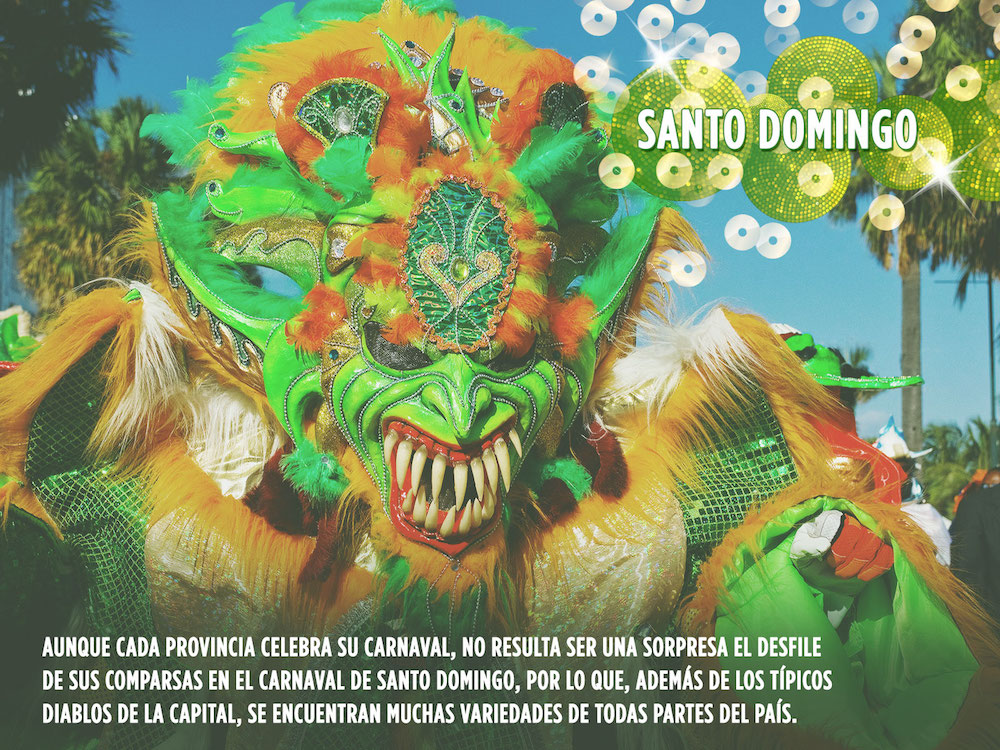 SANTO DOMINGO
AUNQUE CADA PROVINCIA CELEBRA SU CARNAVAL, NO RESULTA SER UNA SORPRESA EL DESFILE
DE SUS COMPARSAS EN EL CARNAVAL DE SANTO DOMINGO, POR LO QUE, ADEMÁS DE LOS TÍPICOS
DIABLOS DE LA CAPITAL, SE ENCUENTRAN MUCHAS VARIEDADES DE TODAS PARTES DEL PAÍS.